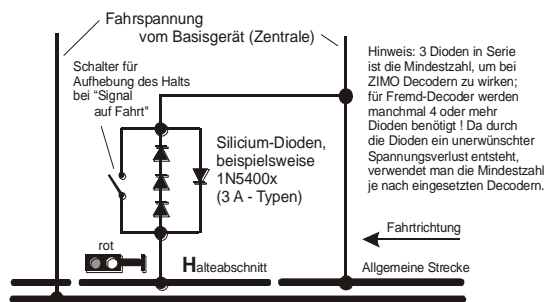 Fahrspannung
vom Basisgerät (Zentrale)
Schalter für
Aufhebung des Halts
bei "Signal
auf Fahrt"
Silicium-Dioden,
beispielsweise
1N5400x
(3 A - Typen)
Hinweis: 3 Dioden in Serie
ist die Mindestzahl, um bei
ZIMO Decodern zu wirken;
für Fremd-Decoder werden
manchmal 4 oder mehr
Dioden benötigt ! Da durch
die Dioden ein unerwünschter
Spannungsverlust entsteht,
verwendet man die Mindestzahl
je nach eingesetzten Decodern.
Fahrtrichtung
rot
Halteabschnitt
Allgemeine Strecke